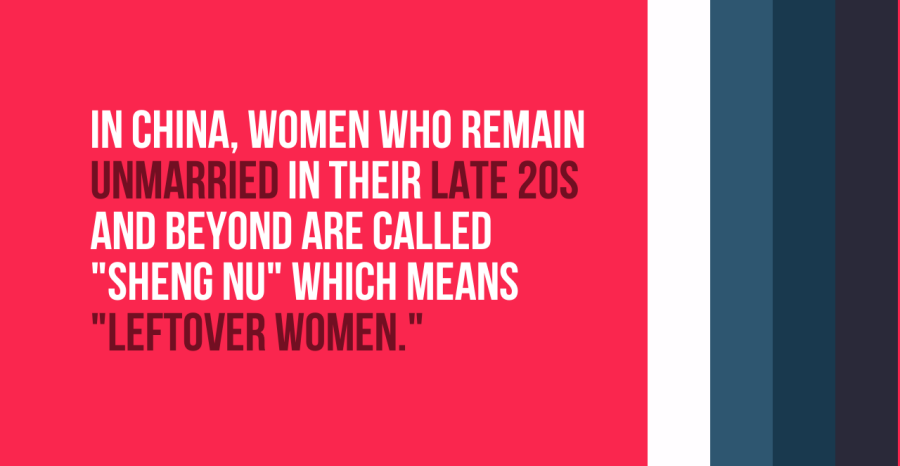 IN CHINA, WOMEN WHO REMAIN
UNMARRIED IN THEIR LATE 20S
AND BEYOND ARE CALLED
"SHENG NU" WHICH MEANS
"LEFTOVER WOMEN."